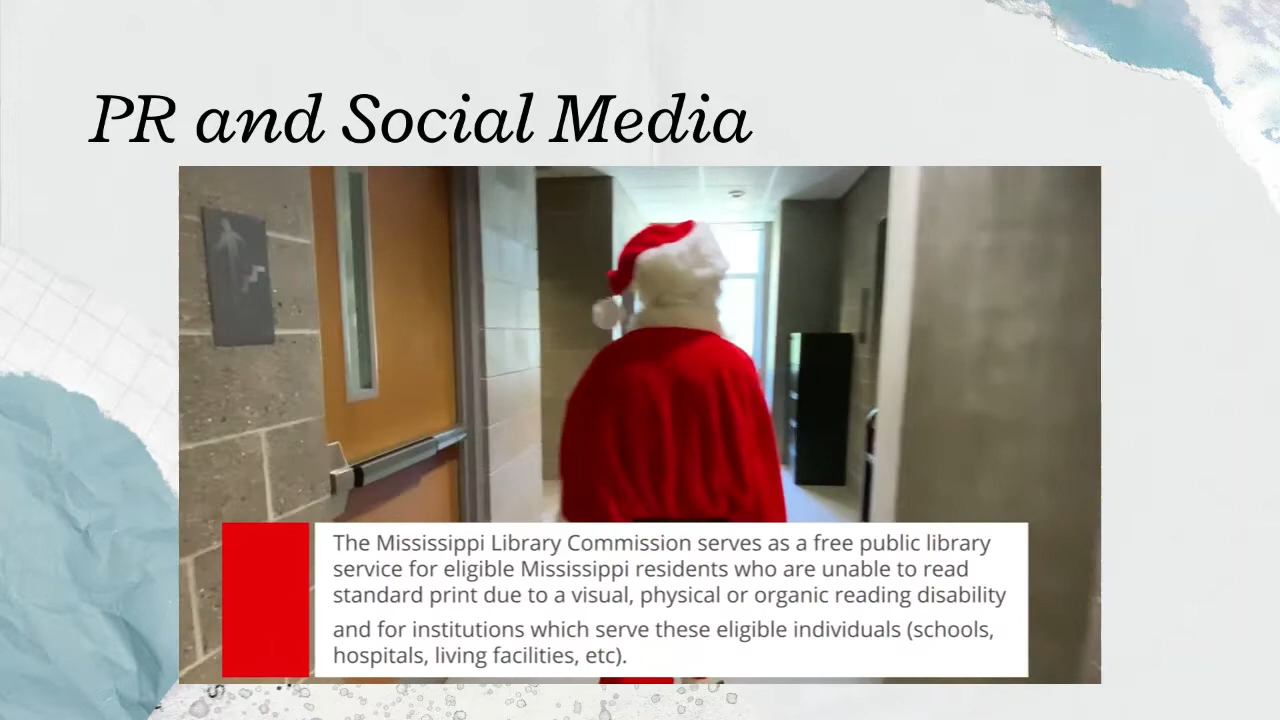 PR and Social Media
The Mississippi Library Commission serves as a free public library
service for eligible Mississippi residents who are unable to read
standard print due to a visual, physical or organic reading disability
and for institutions which serve these eligible individuals (schools,
hospitals, living facilities, etc).